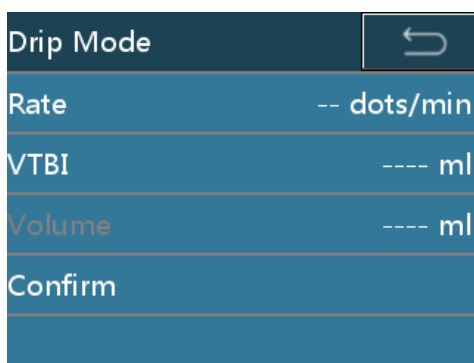 Drip Mode
Rate -- dots/min
VTBI ---- ml
Volume ---- ml
Confirm